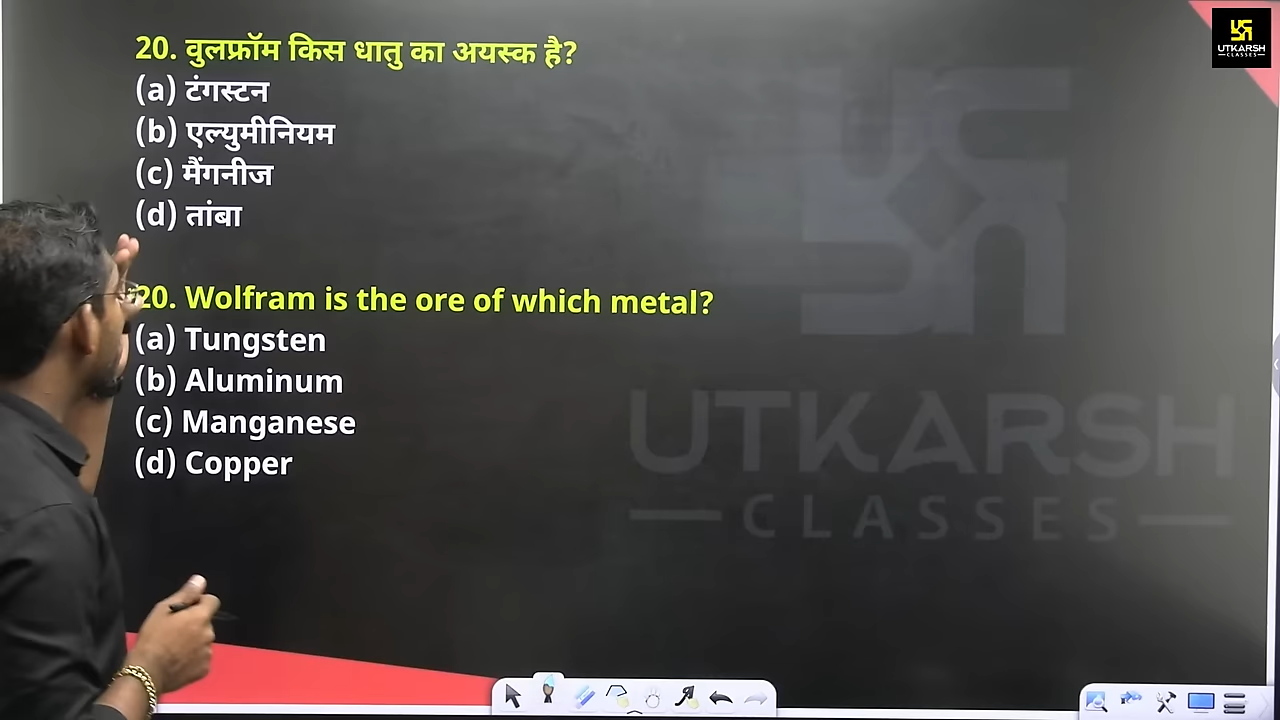 UTKARSH
CLASSES
20. वुलफ्रॉम किस धातु का अयस्क है?
(a) टंगस्टन
(b) एल्युमीनियम
(c) मैंगनीज
(d) तांबा
20. Wolfram is the ore of which metal?
(a) Tungsten
(b) Aluminum
(c) Manganese
(d) Copper
UTKARSH
CLASSES